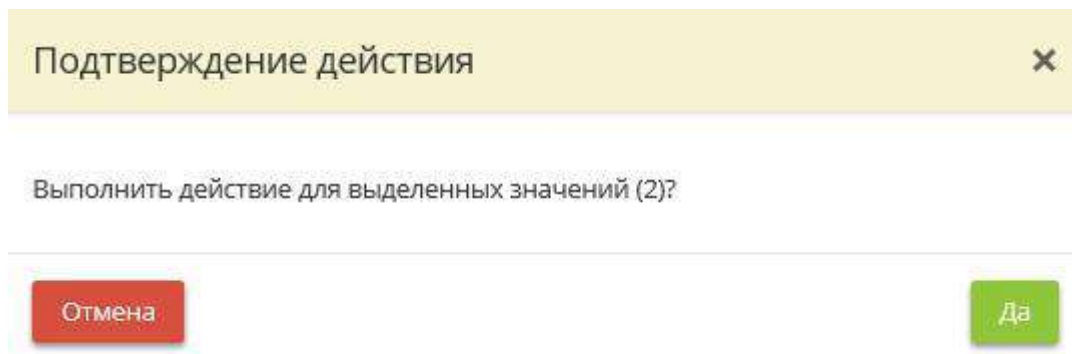 Подтверждение действия
Выполнить действие для выделенных значений (2)?
Отмена
Да